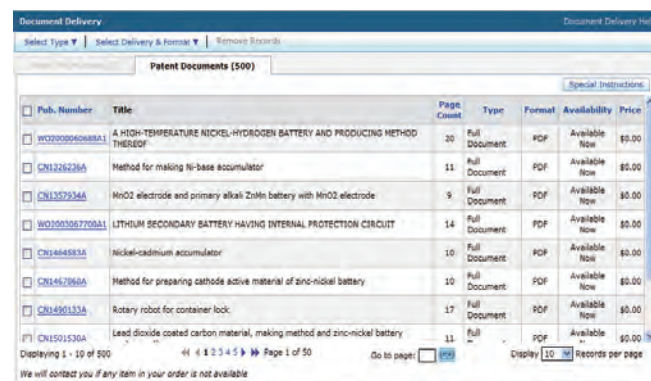 Document Delivery Document Delivery Hel
Select Type ▼ | Select Delivery & Format ▼ | Remove Records
Patent Documents (500)
Special Instructions
Pub. Number Title Page Count Type Format Availability Price
WO2000060688A1 A HIGH-TEMPERATURE NICKEL-HYDROGEN BATTERY AND PRODUCING METHOD THEREOF 20 Full Document PDF Available Now $0.00
CN1326236A Method for making Ni-base accumulator 11 Full Document PDF Available Now $0.00
CN1357934A MnO2 electrode and primary alkali ZnMn battery with MnO2 electrode 9 Full Document PDF Available Now $0.00
WO2003067700A1 LITHIUM SECONDARY BATTERY HAVING INTERNAL PROTECTION CIRCUIT 14 Full Document PDF Available Now $0.00
CN1464583A Nickel-cadmium accumulator 10 Full Document PDF Available Now $0.00
CN1467868A Method for preparing cathode active material of zinc-nickel battery 10 Full Document PDF Available Now $0.00
CN1490133A Rotary robot for container lock 17 Full Document PDF Available Now $0.00
CN1501530A Lead dioxide coated carbon material, making method and zinc-nickel battery 11 Full PDF Available Now $0.00
Displaying 1 - 10 of 500 1 2 3 4 5 Page 1 of 50 Go to page: Display 10 Records per page
We will contact you if any item in your order is not available